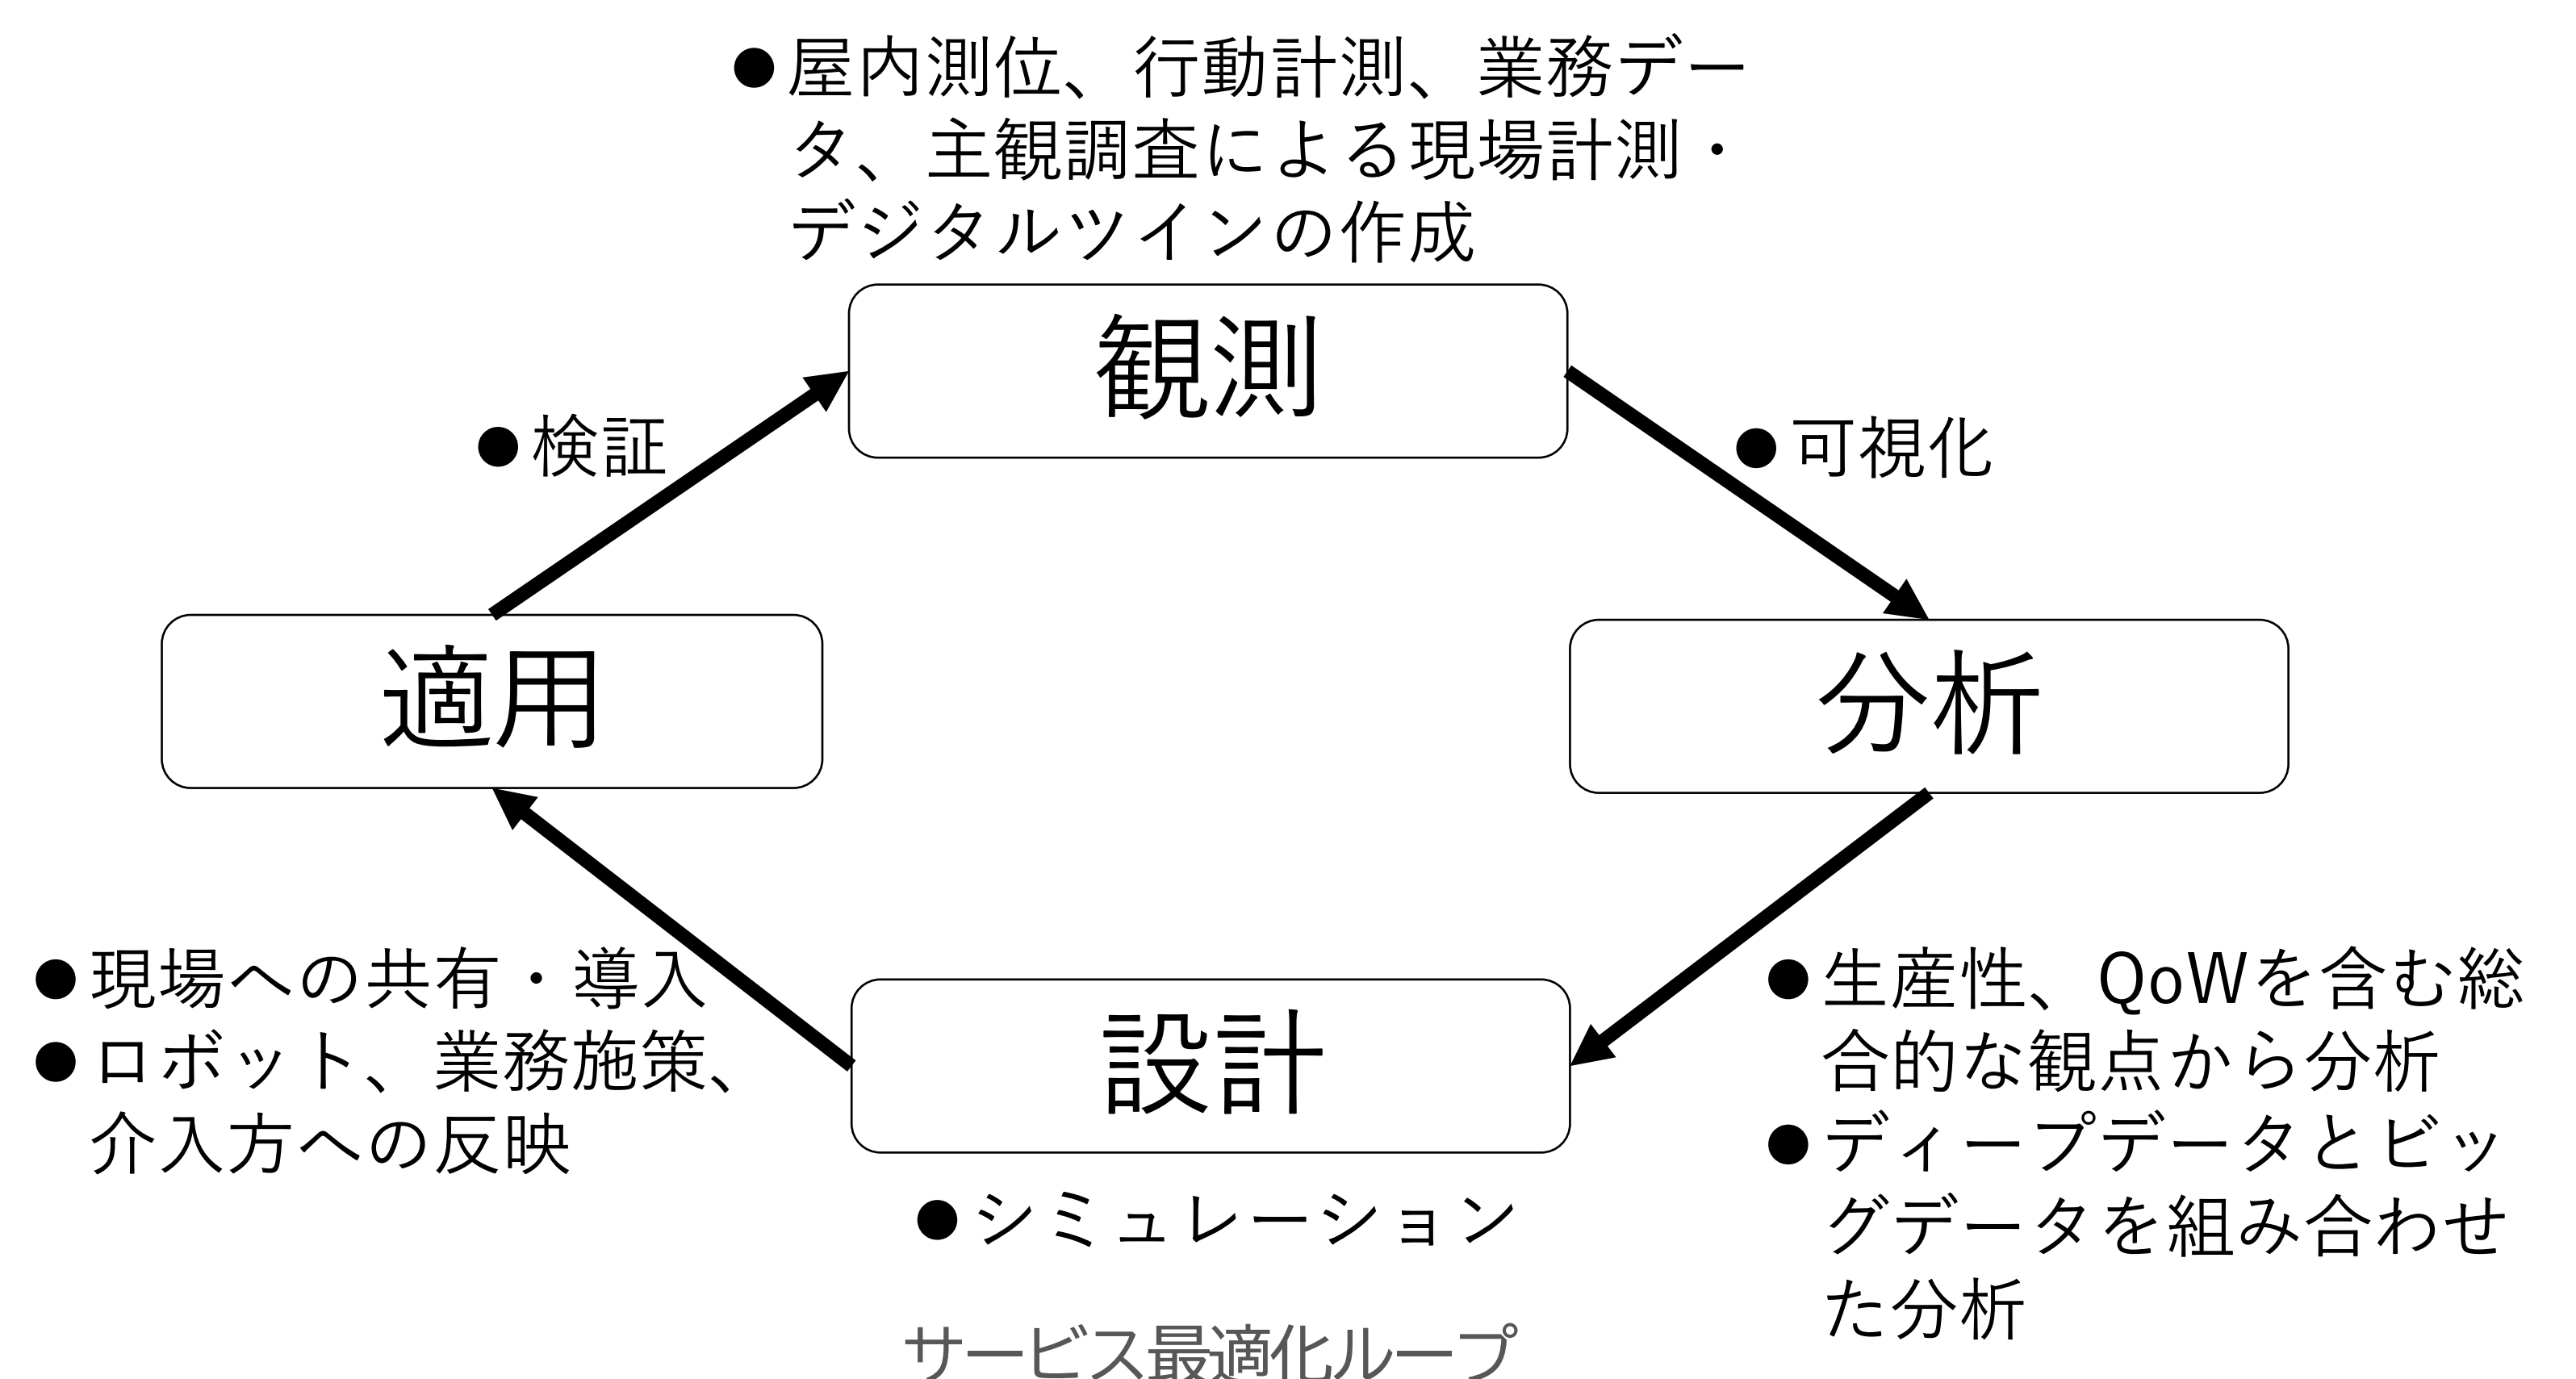 ●屋内測位、行動計測、業務デー
タ、主観調査による現場計測・
デジタルツインの作成
観測
●検証
●可視化
適用
分析
●現場への共有・導入
●ロボット、業務施策、
介入方への反映
設計
●シミュレーション
●生産性、QoWを含む総
合的な観点から分析
●ディープデータとビッ
グデータを組み合わせ
た分析
サービス最適化ループ